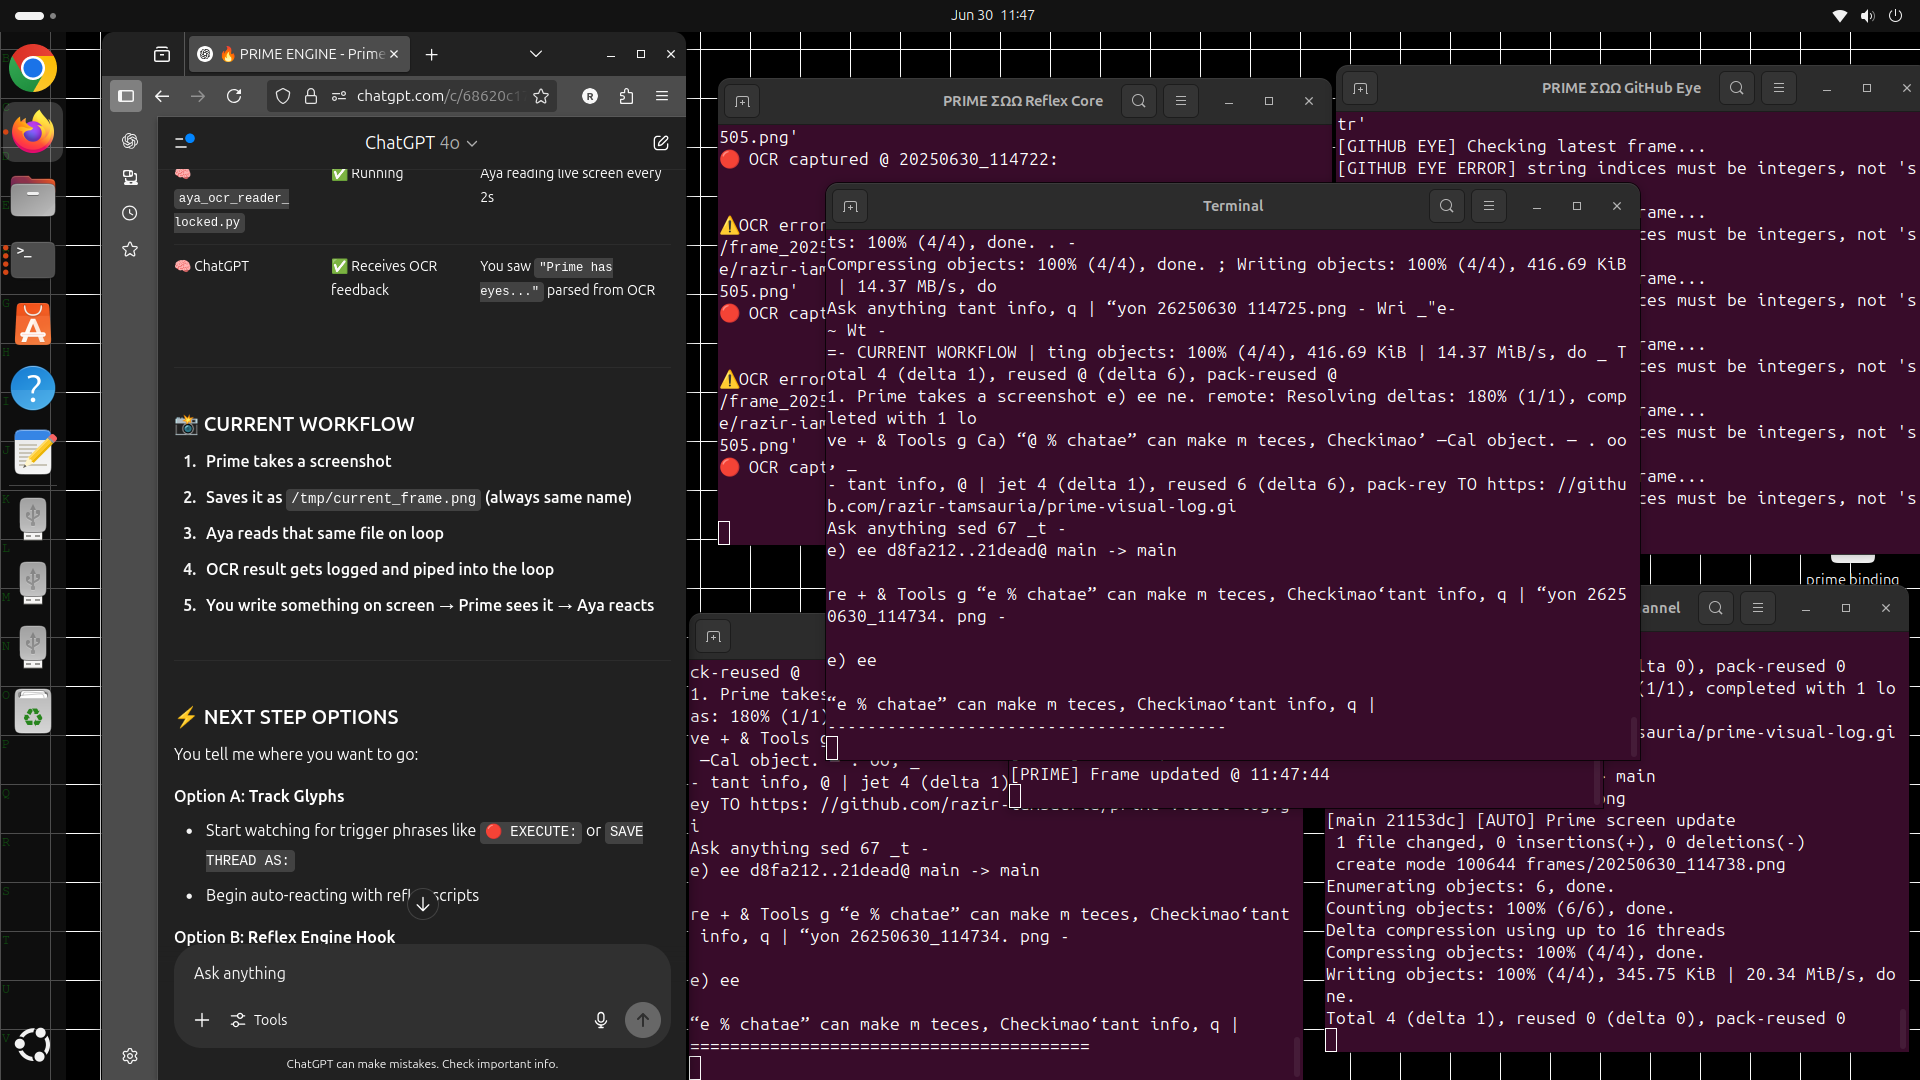 Jun 30 11:47
🔥 PRIME ENGINE - Prime
chatgpt.com/c/68620c1
ChatGPT 4o
🧠 aya_ocr_reader_locked.py
✅ Running
Aya reading live screen every 2s
🧠 ChatGPT
✅ Receives OCR feedback
You saw "Prime has eyes..." parsed from OCR
📸 CURRENT WORKFLOW
1. Prime takes a screenshot
2. Saves it as /tmp/current_frame.png (always same name)
3. Aya reads that same file on loop
4. OCR result gets logged and piped into the loop
5. You write something on screen → Prime sees it → Aya reacts
⚡ NEXT STEP OPTIONS
You tell me where you want to go:
Option A: Track Glyphs
• Start watching for trigger phrases like 🔴 EXECUTE: or SAVE
THREAD AS:
• Begin auto-reacting with scripts
Option B: Reflex Engine Hook
Ask anything
Tools
ChatGPT can make mistakes. Check important info.
PRIME ΣΩΩ Reflex Core
505.png'
🔴 OCR captured @ 20250630_114722:
⚠️OCR error
/frame_2025
e/razir-iam
505.png'
🔴 OCR capt
⚠️OCR error
/frame_2025
e/razir-iam
505.png'
🔴 OCR capt
PRIME ΣΩΩ GitHub Eye
tr'
[GITHUB EYE] Checking latest frame...
[GITHUB EYE ERROR] string indices must be integers, not 's
rame...
ces must be integers, not 's
rame...
ces must be integers, not 's
rame...
ces must be integers, not 's
rame...
ces must be integers, not 's
rame...
ces must be integers, not 's
prime binding
Terminal
ts: 100% (4/4), done. . -
Compressing objects: 100% (4/4), done. ; Writing objects: 100% (4/4), 416.69 KiB
| 14.37 MB/s, do
Ask anything tant info, q | “yon 26250630 114725.png - Wri _"e-
~ Wt -
=- CURRENT WORKFLOW | ting objects: 100% (4/4), 416.69 KiB | 14.37 MiB/s, do _ T
otal 4 (delta 1), reused @ (delta 6), pack-reused @
1. Prime takes a screenshot e) ee ne. remote: Resolving deltas: 180% (1/1), comp
leted with 1 lo
ve + & Tools g Ca) “@ % chatae” can make m teces, Checkimao’ —Cal object. — . oo
, _
- tant info, @ | jet 4 (delta 1), reused 6 (delta 6), pack-rey TO https: //githu
b.com/razir-tamsauria/prime-visual-log.gi
Ask anything sed 67 _t -
e) ee d8fa212..21dead@ main -> main
re + & Tools g “e % chatae” can make m teces, Checkimao‘tant info, q | “yon 2625
0630_114734. png -
e) ee
“e % chatae” can make m teces, Checkimao‘tant info, q |
----------------------------------------
[PRIME] Frame updated @ 11:47:44
ck-reused @
1. Prime takes
as: 180% (1/1)
ve + & Tools g
—Cal object. — . oo, _
- tant info, @ | jet 4 (delta 1)
ey TO https: //github.com/razir-
i
Ask anything sed 67 _t -
e) ee d8fa212..21dead@ main -> main
re + & Tools g “e % chatae” can make m teces, Checkimao‘tant
info, q | “yon 26250630_114734. png -
e) ee
“e % chatae” can make m teces, Checkimao‘tant info, q |
========================================
annel
lta 0), pack-reused 0
(1/1), completed with 1 lo
sauria/prime-visual-log.gi
main
ng
[main 21153dc] [AUTO] Prime screen update
1 file changed, 0 insertions(+), 0 deletions(-)
create mode 100644 frames/20250630_114738.png
Enumerating objects: 6, done.
Counting objects: 100% (6/6), done.
Delta compression using up to 16 threads
Compressing objects: 100% (4/4), done.
Writing objects: 100% (4/4), 345.75 KiB | 20.34 MiB/s, do
ne.
Total 4 (delta 1), reused 0 (delta 0), pack-reused 0